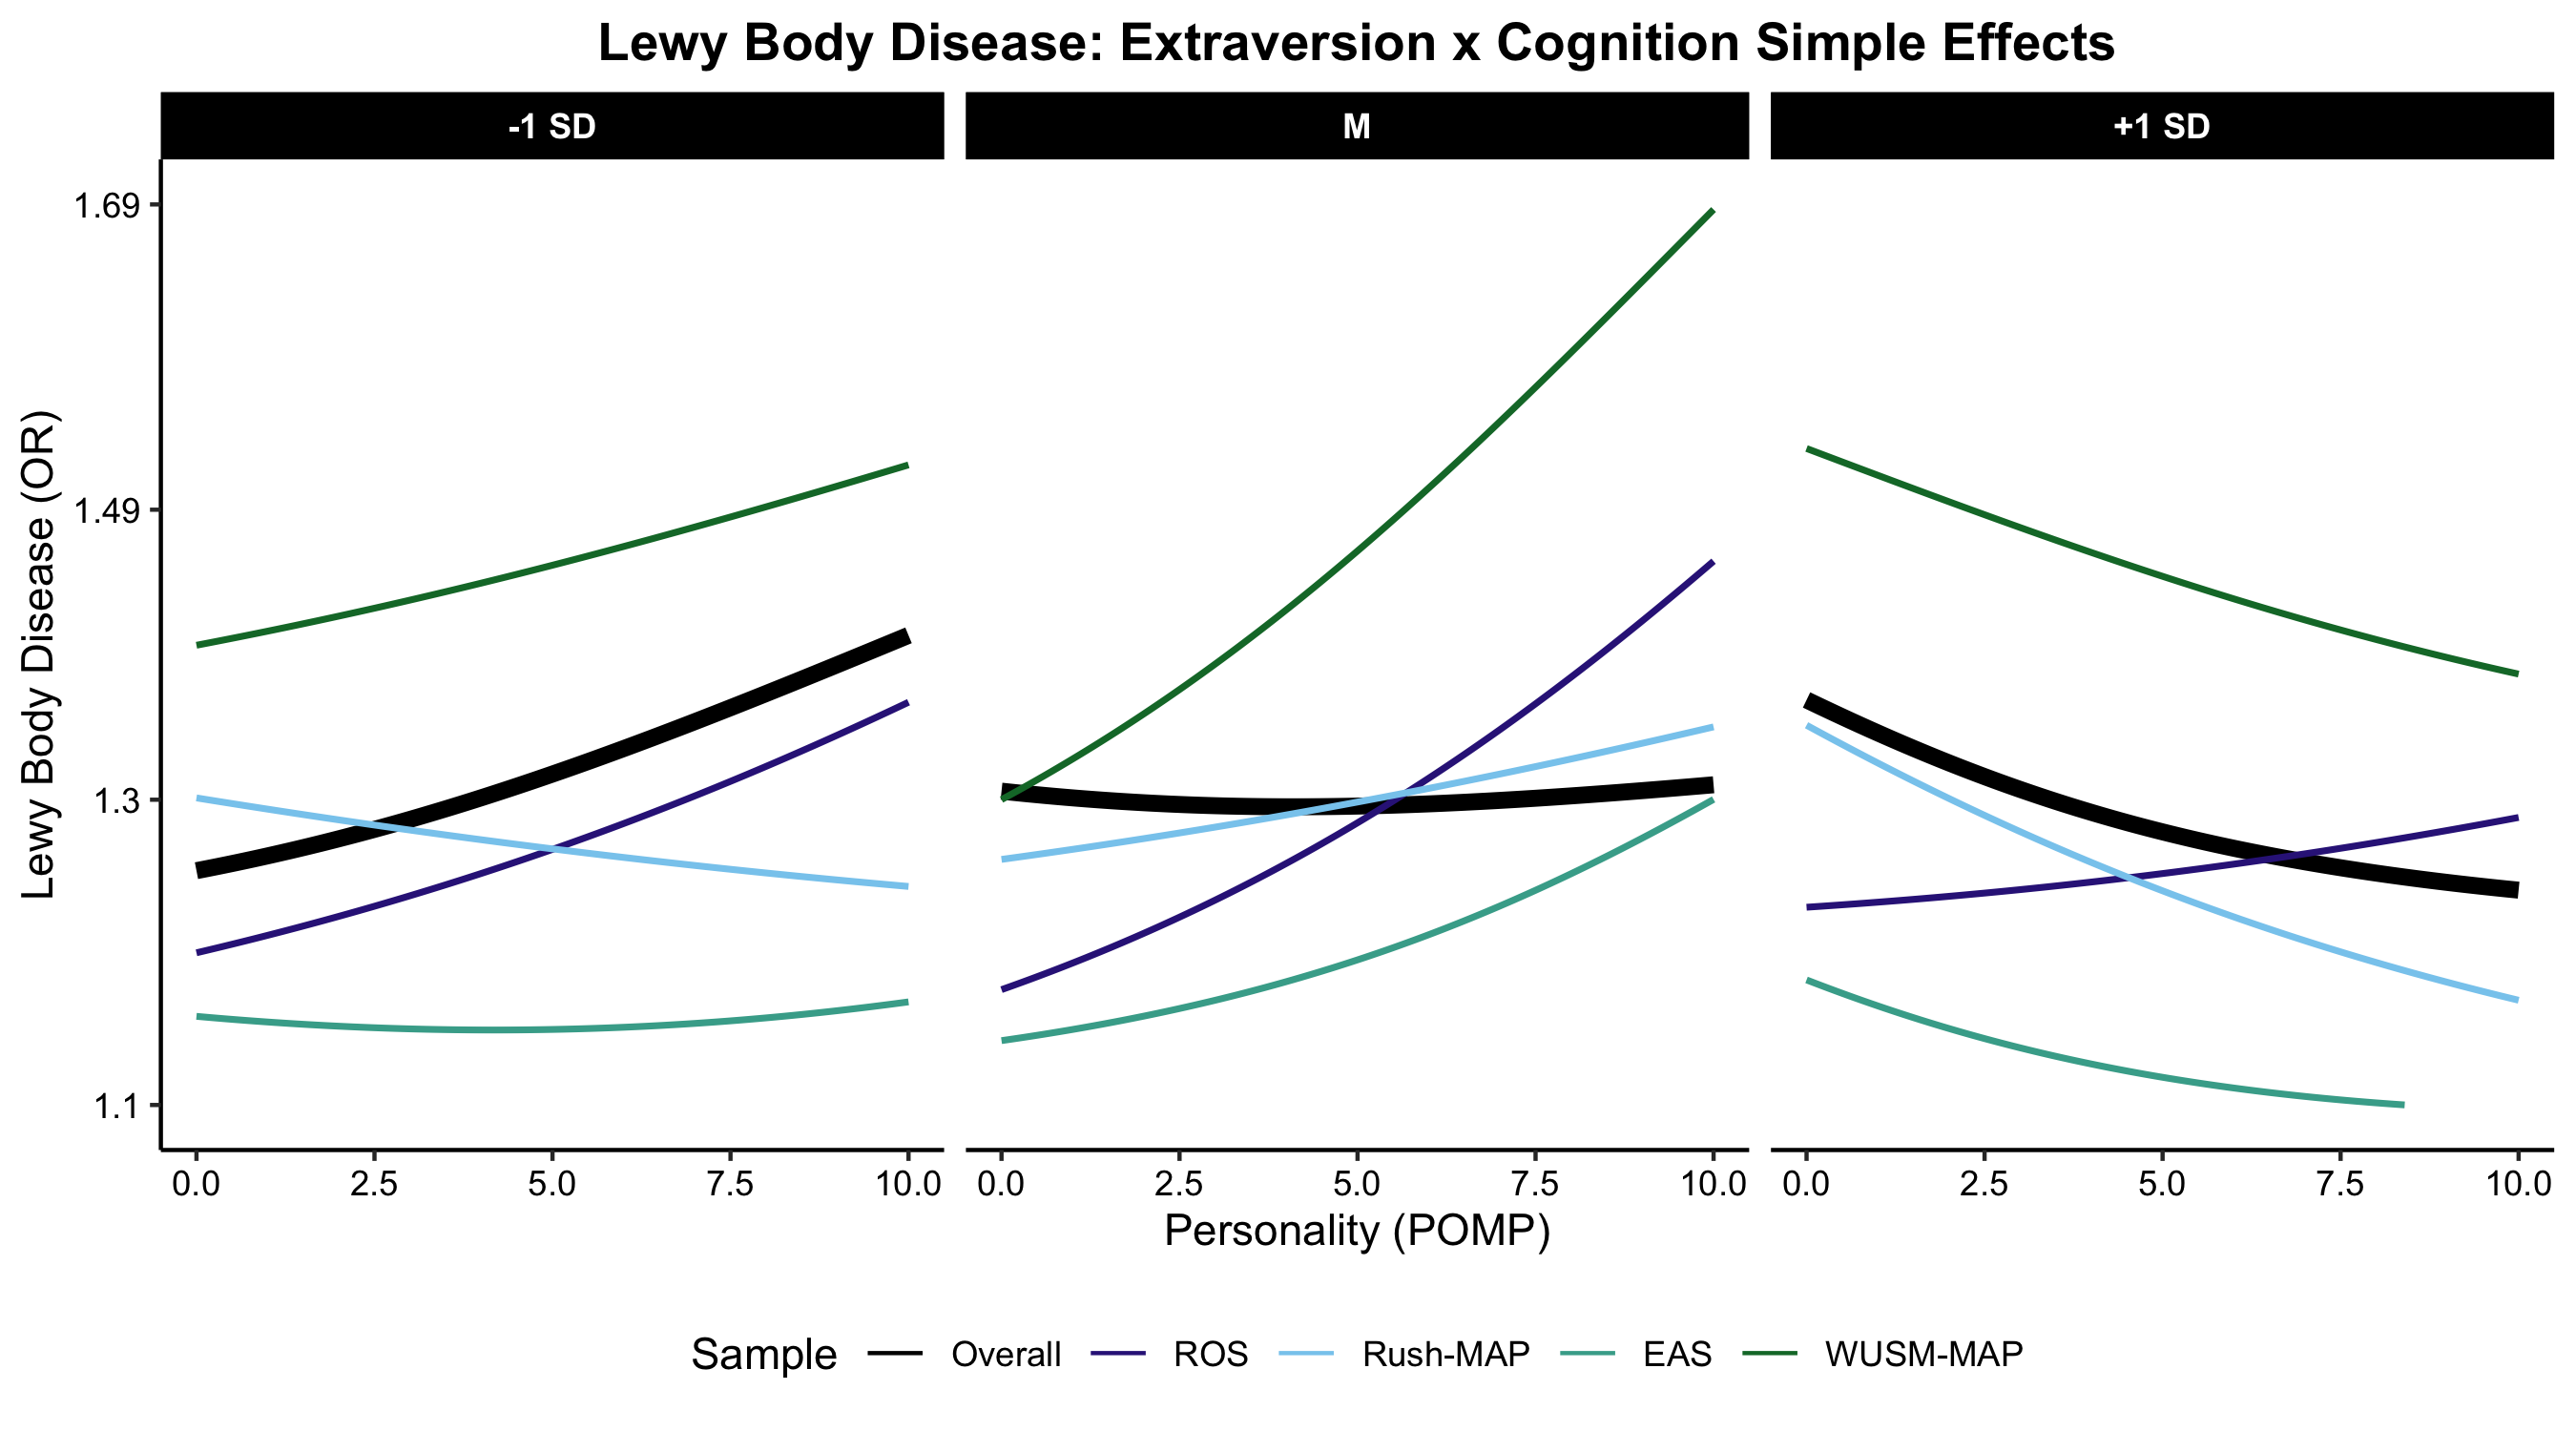 Lewy Body Disease: Extraversion x Cognition Simple Effects
-1 SD
M
+1 SD
Lewy Body Disease (OR)
1.69
1.49
1.3
1.1
0.0 2.5 5.0 7.5 10.0
0.0 2.5 5.0 7.5 10.0
0.0 2.5 5.0 7.5 10.0
Personality (POMP)
Sample Overall ROS Rush-MAP EAS WUSM-MAP